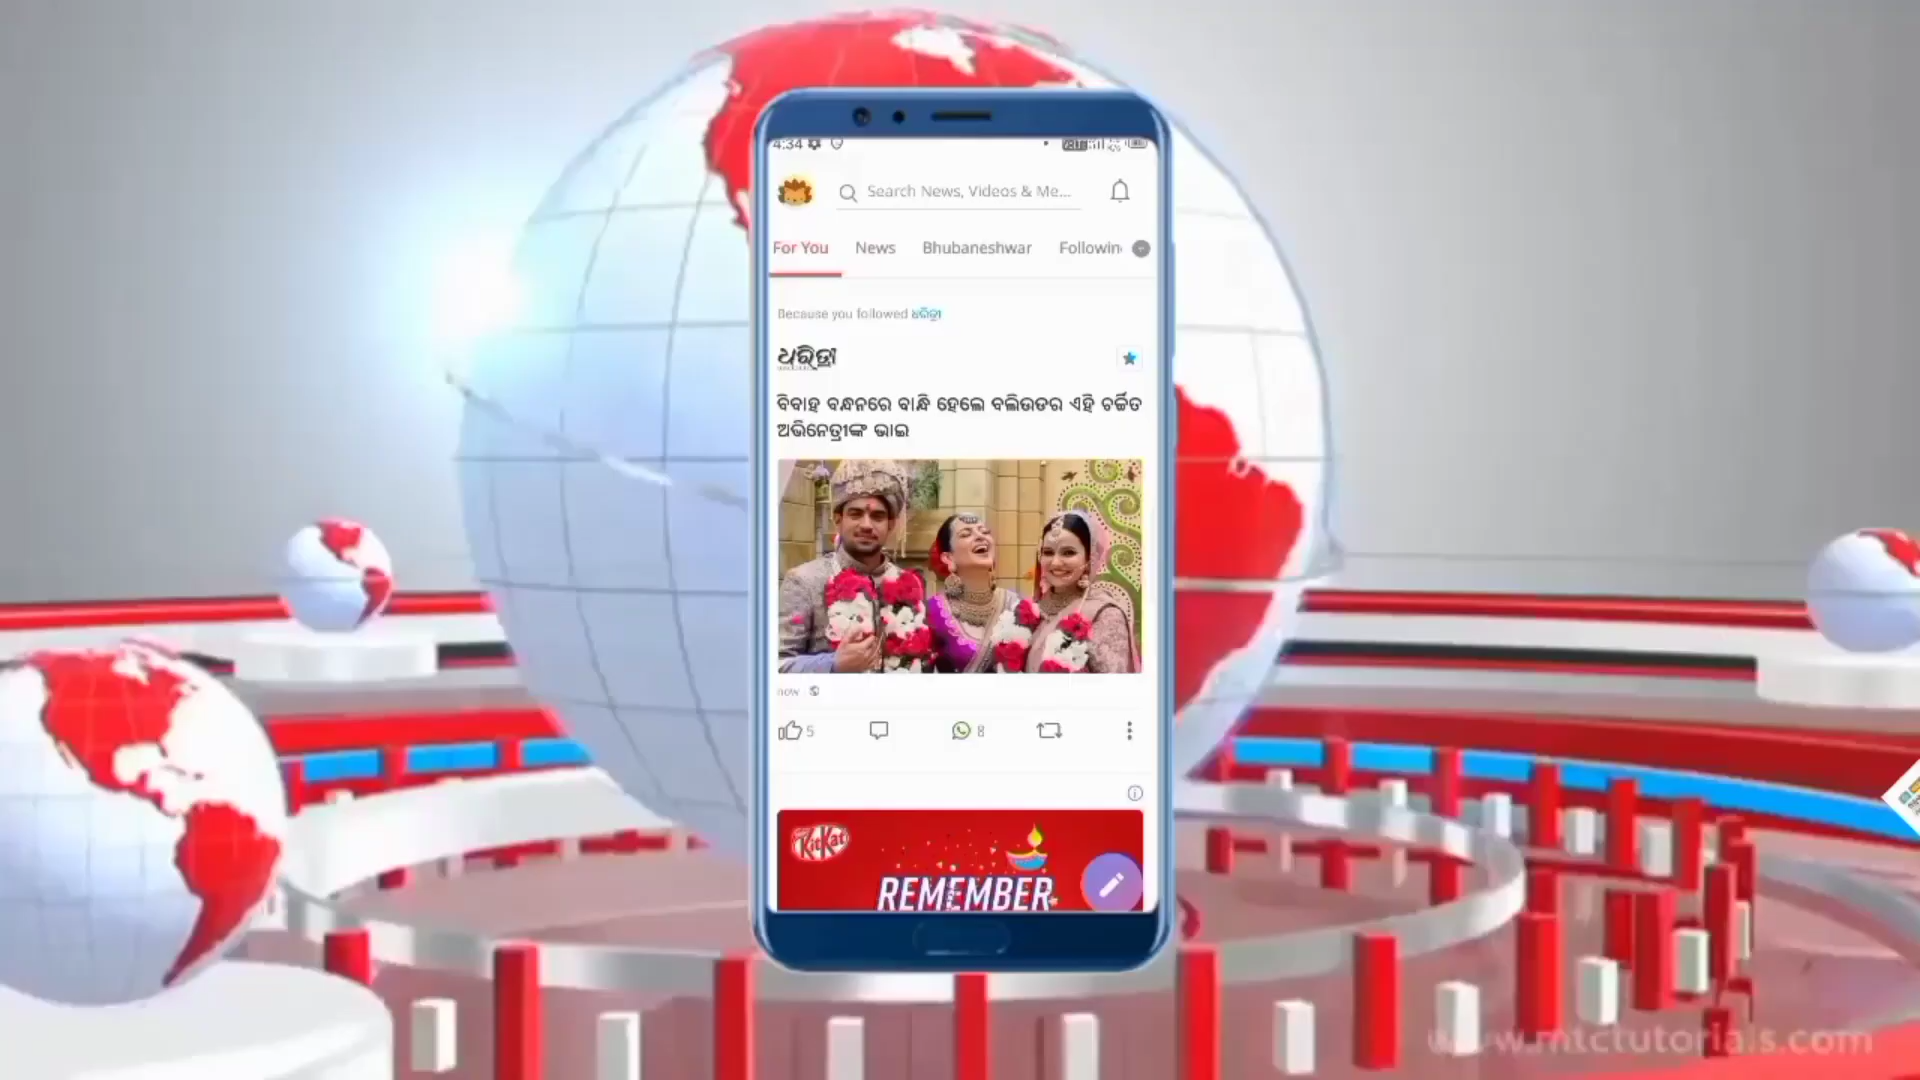 4:34
Search News, Videos & Me...
For You News Bhubaneshwar Followin
Because you followed ଧରିତ୍ରୀ
ଧରିତ୍ରୀ
ବିବାହ ବନ୍ଧନରେ ବାନ୍ଧି ହେଲେ ବଲିଉଡର ଏହି ଚର୍ଚ୍ଚିତ
ଅଭିନେତ୍ରୀଙ୍କ ଭାଇ
now
5 8
KitKat
REMEMBER
www.mtctutorials.com